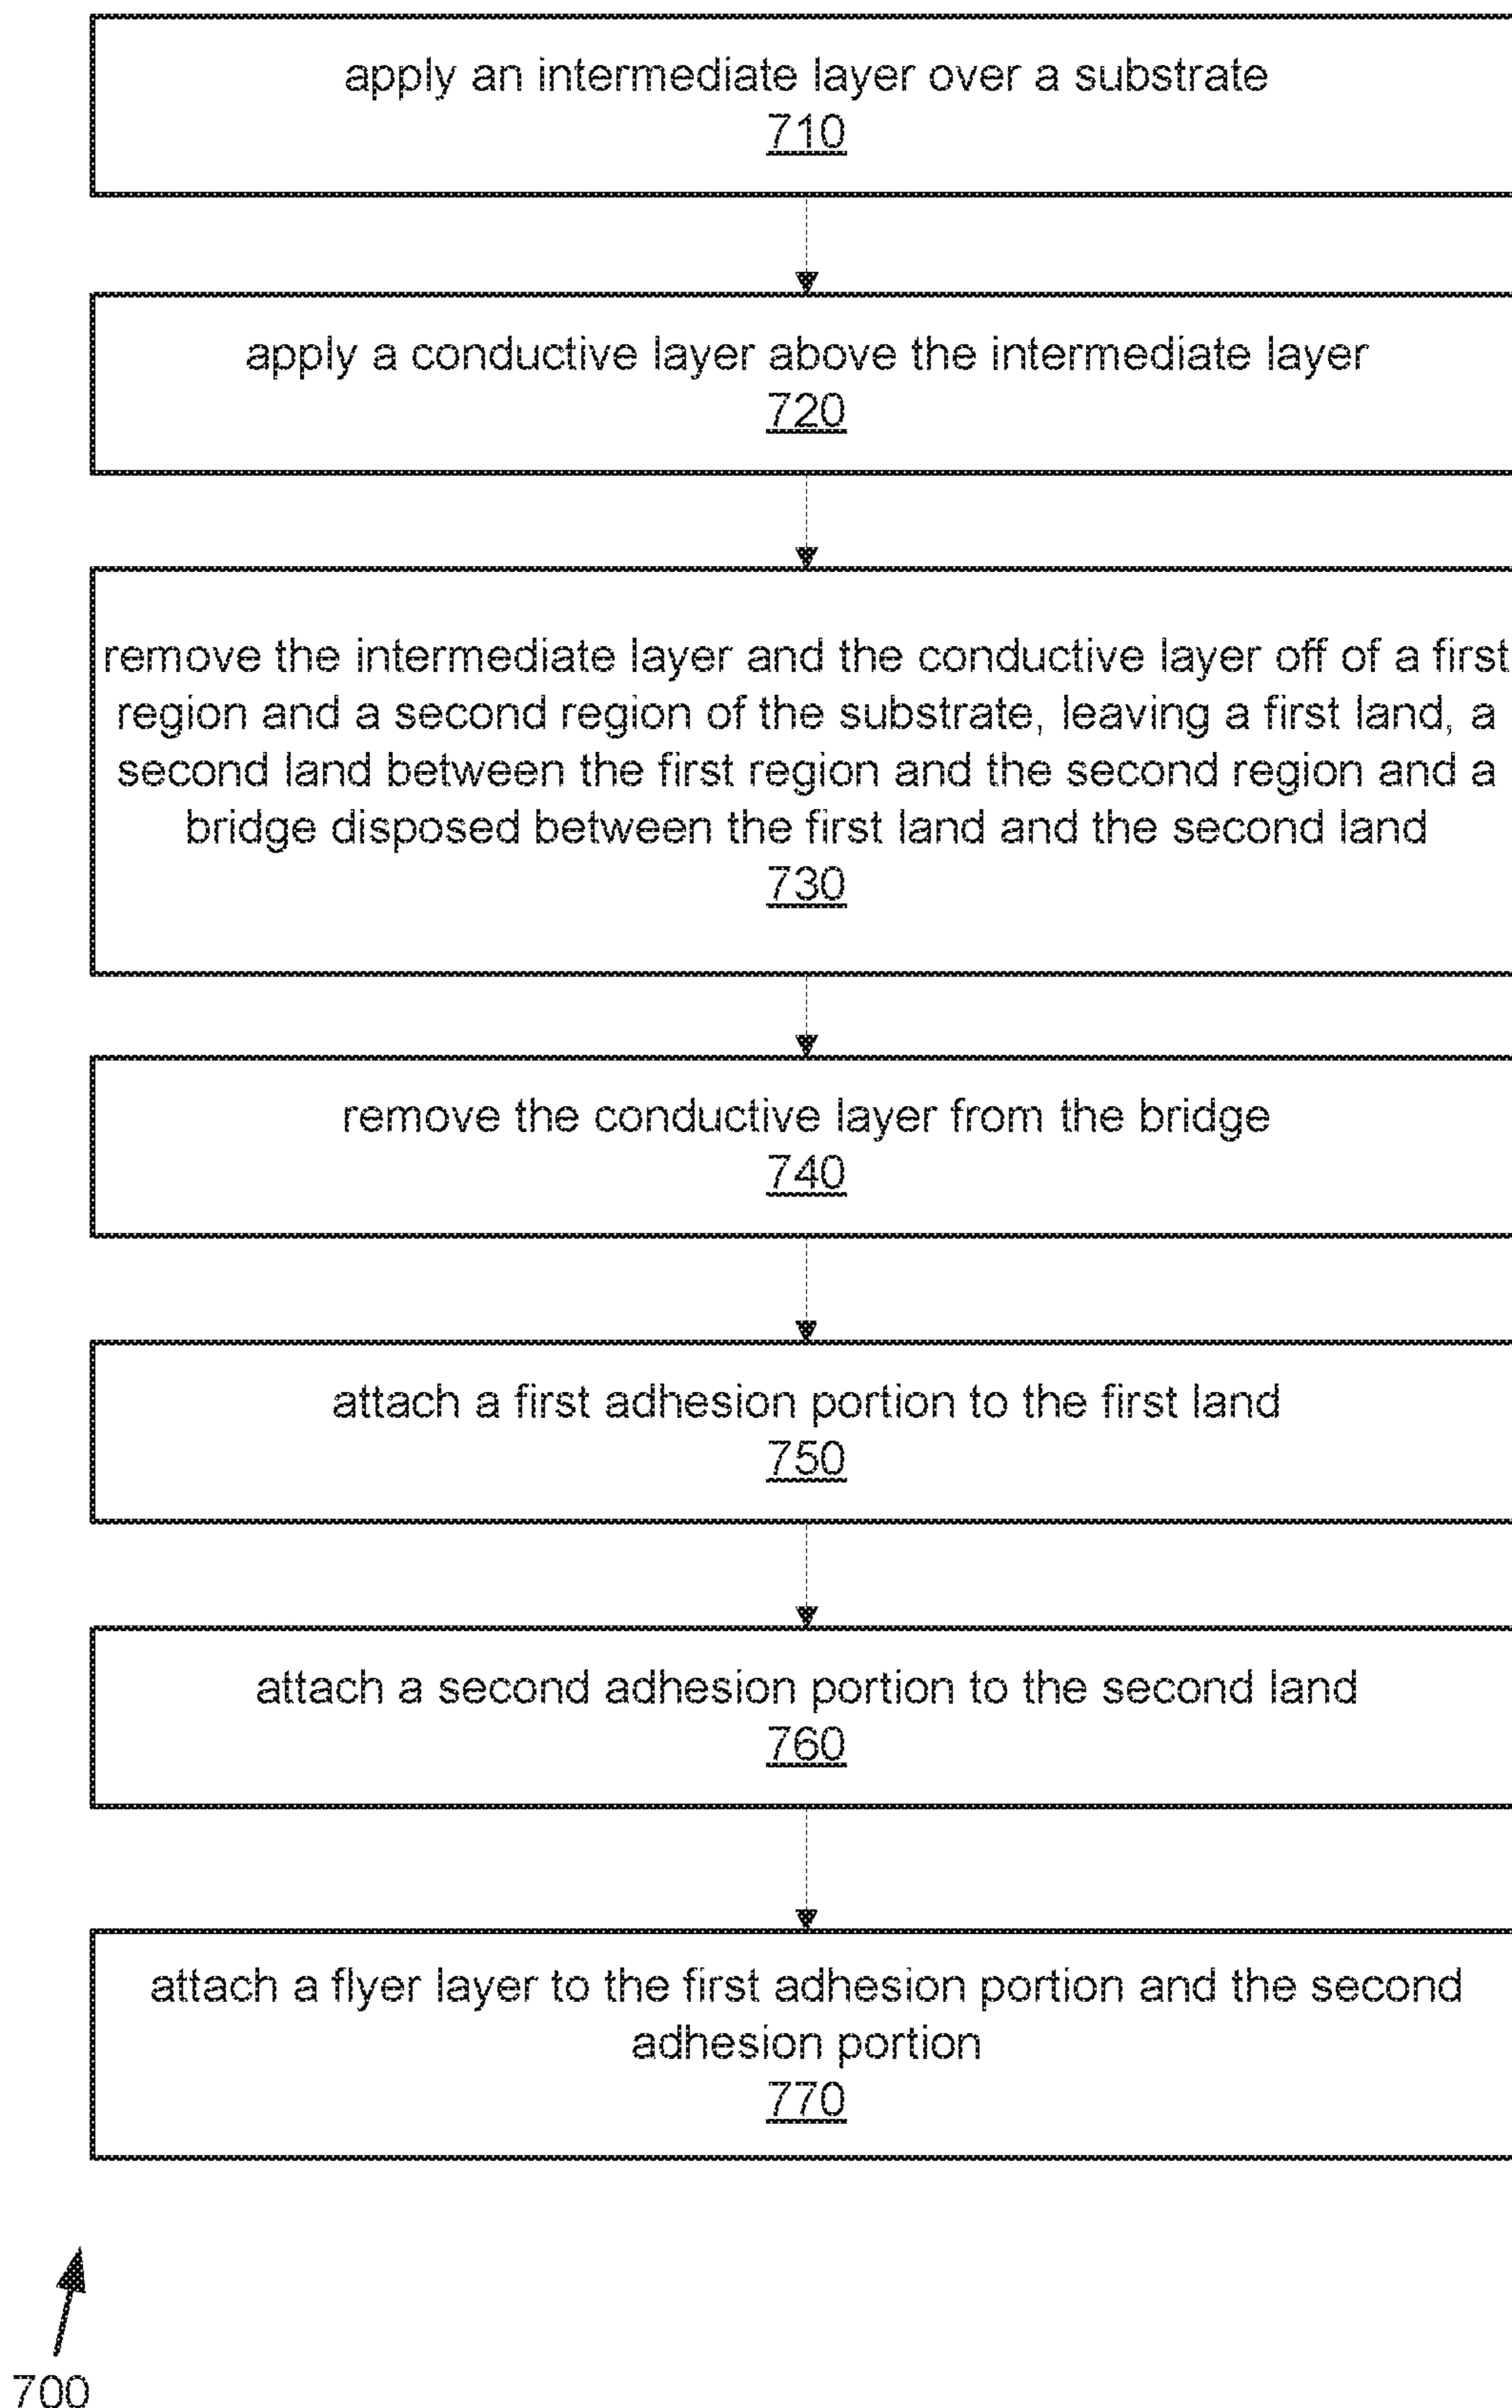 apply an intermediate layer over a substrate
710
apply a conductive layer above the intermediate layer
720
remove the intermediate layer and the conductive layer off of a first
region and a second region of the substrate, leaving a first land, a
second land between the first region and the second region and a
bridge disposed between the first land and the second land
730
remove the conductive layer from the bridge
740
attach a first adhesion portion to the first land
750
attach a second adhesion portion to the second land
760
attach a flyer layer to the first adhesion portion and the second
adhesion portion
770
700